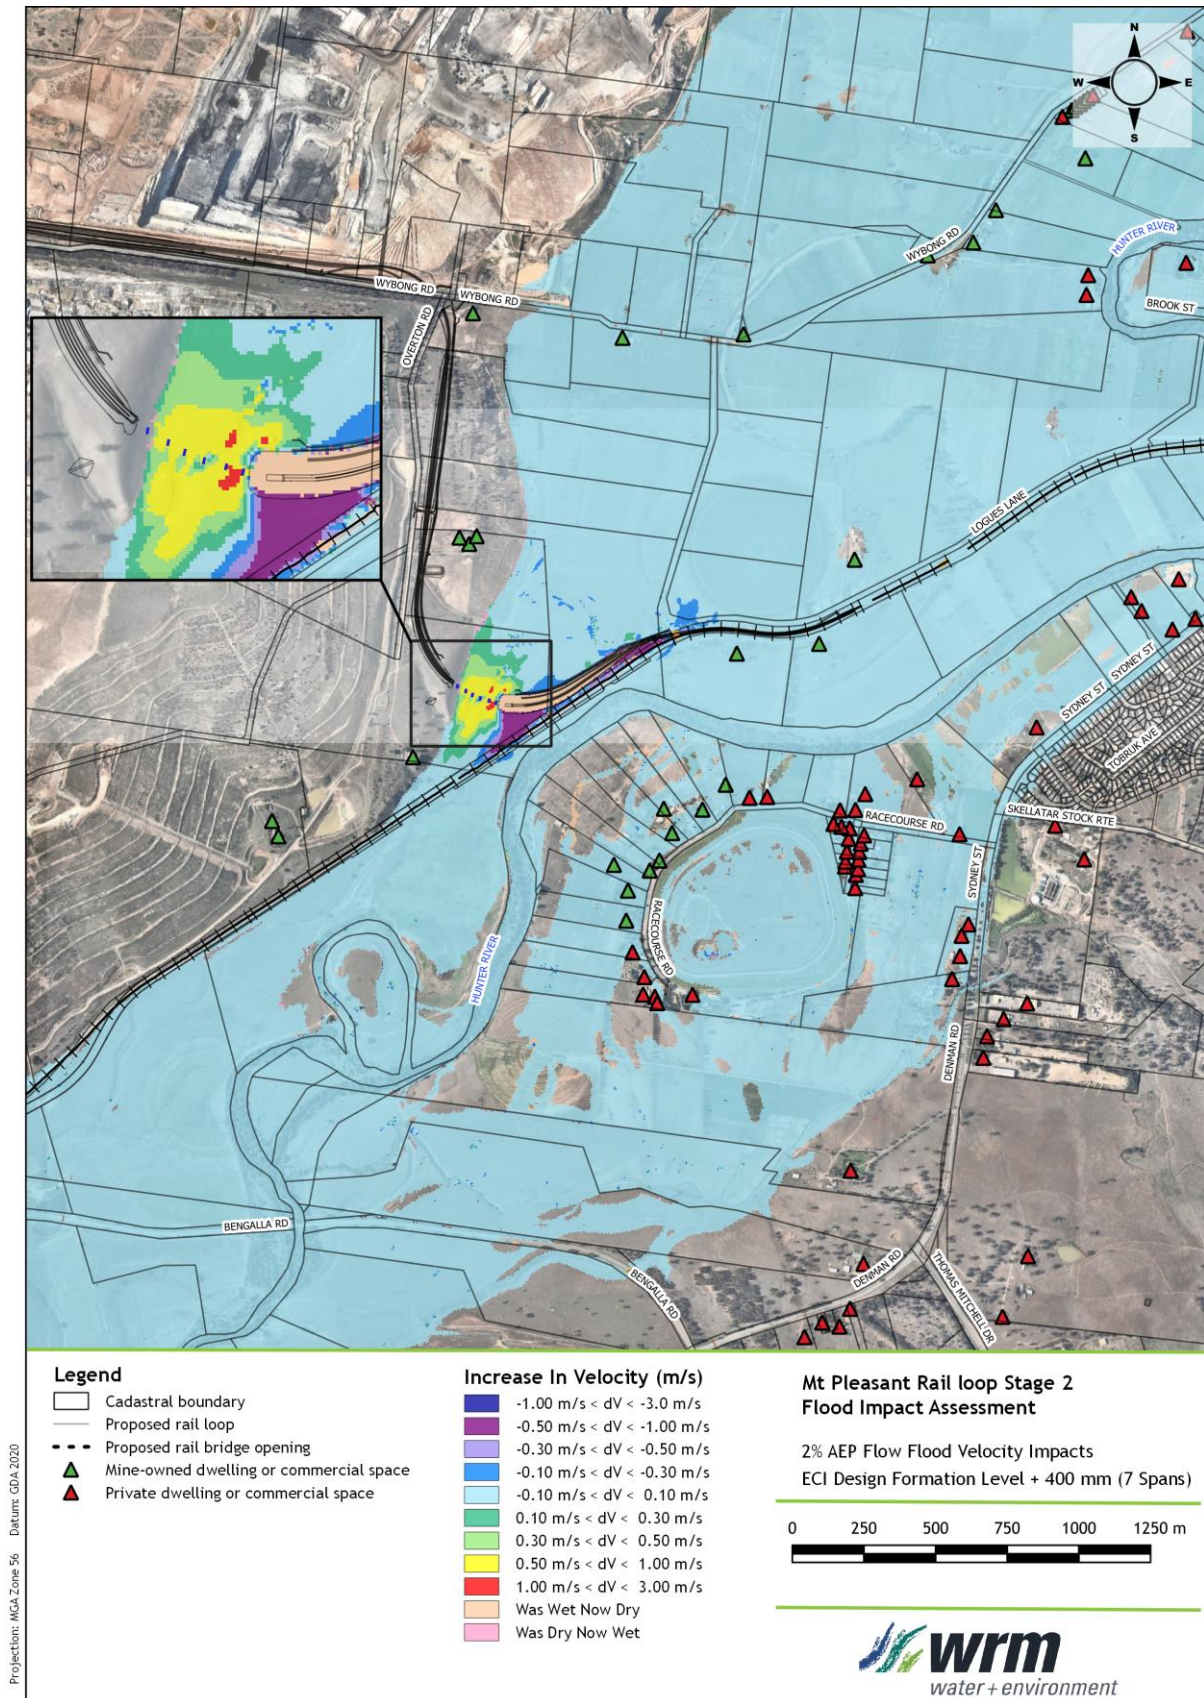 N
W
E
S
HUNTER RIVER
WYBONG RD
BROOK ST
WYBONG RD
WYBONG RD
OVERTON RD
LOGUES LANE
SYDNEY ST
SYDNEY ST
TOBRUK AVE
SKELLATAR STOCK RTE
RACECOURSE RD
SYDNEY ST
RACECOURSE RD
HUNTER RIVER
DENMAN RD
BENGALLA RD
BENGALLA RD
DENMAN RD
THOMAS MITCHELL DR
Legend
Cadastral boundary
Proposed rail loop
Proposed rail bridge opening
Mine-owned dwelling or commercial space
Private dwelling or commercial space
Increase In Velocity (m/s)
-1.00 m/s < dV < -3.0 m/s
-0.50 m/s < dV < -1.00 m/s
-0.30 m/s < dV < -0.50 m/s
-0.10 m/s < dV < -0.30 m/s
-0.10 m/s < dV < 0.10 m/s
0.10 m/s < dV < 0.30 m/s
0.30 m/s < dV < 0.50 m/s
0.50 m/s < dV < 1.00 m/s
1.00 m/s < dV < 3.00 m/s
Was Wet Now Dry
Was Dry Now Wet
Mt Pleasant Rail loop Stage 2
Flood Impact Assessment
2% AEP Flow Flood Velocity Impacts
ECI Design Formation Level + 400 mm (7 Spans)
0 250 500 750 1000 1250 m
wrm
water + environment
Projection: MGA Zone 56 Datum: GDA 2020